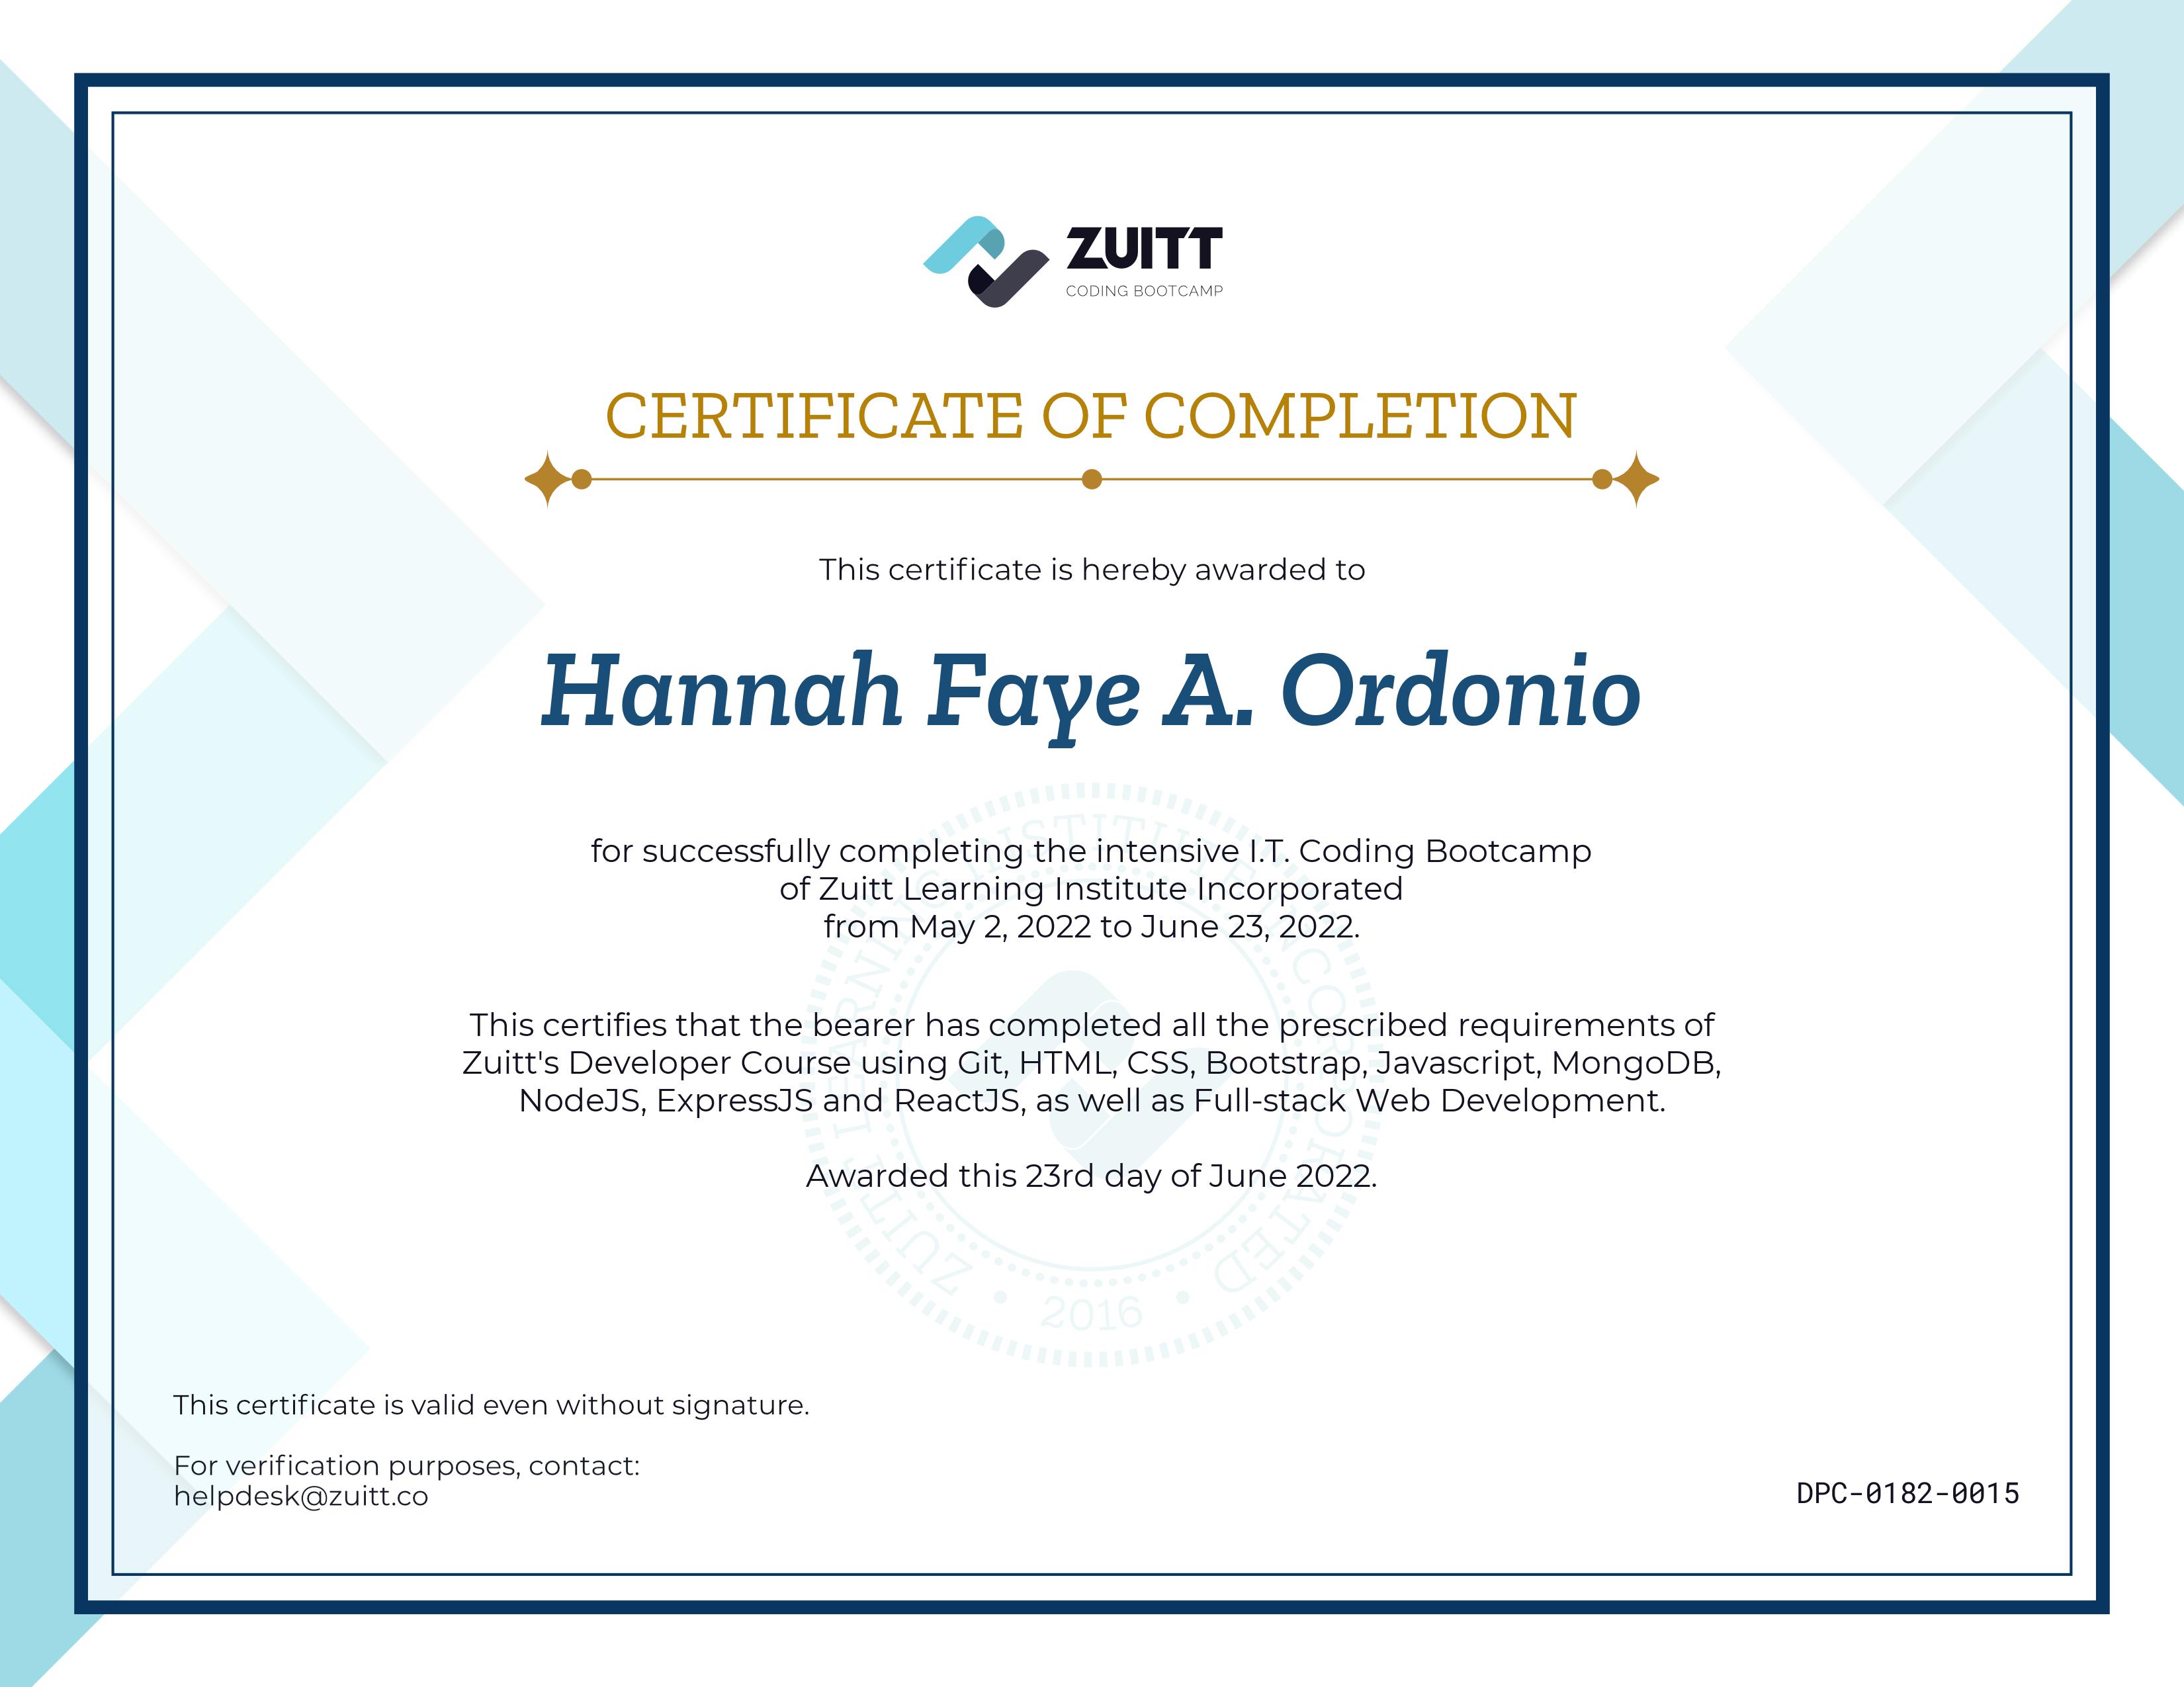 ZUITT
CODING BOOTCAMP
CERTIFICATE OF COMPLETION
This certificate is hereby awarded to
Hannah Faye A. Ordonio
for successfully completing the intensive I.T. Coding Bootcamp
of Zuitt Learning Institute Incorporated
from May 2, 2022 to June 23, 2022.
This certifies that the bearer has completed all the prescribed requirements of
Zuitt's Developer Course using Git, HTML, CSS, Bootstrap, Javascript, MongoDB,
NodeJS, ExpressJS and ReactJS, as well as Full-stack Web Development.
Awarded this 23rd day of June 2022.
ZUITT LEARNING INSTITUTE INCORPORATED
2016
This certificate is valid even without signature.
For verification purposes, contact:
helpdesk@zuitt.co
DPC-0182-0015